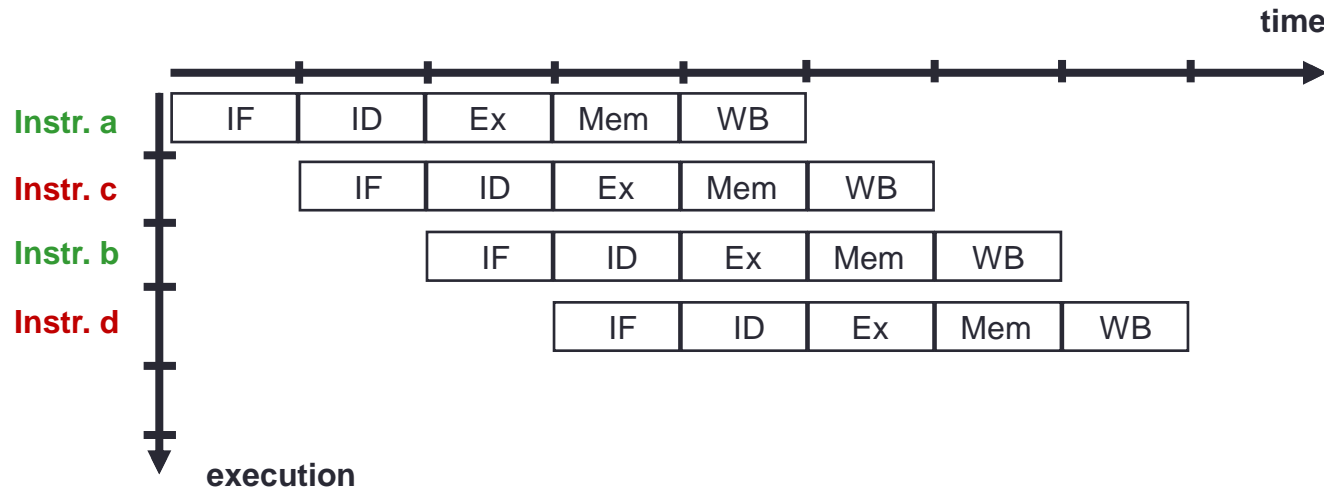 time
Instr. a IF ID Ex Mem WB
Instr. c IF ID Ex Mem WB
Instr. b IF ID Ex Mem WB
Instr. d IF ID Ex Mem WB
execution